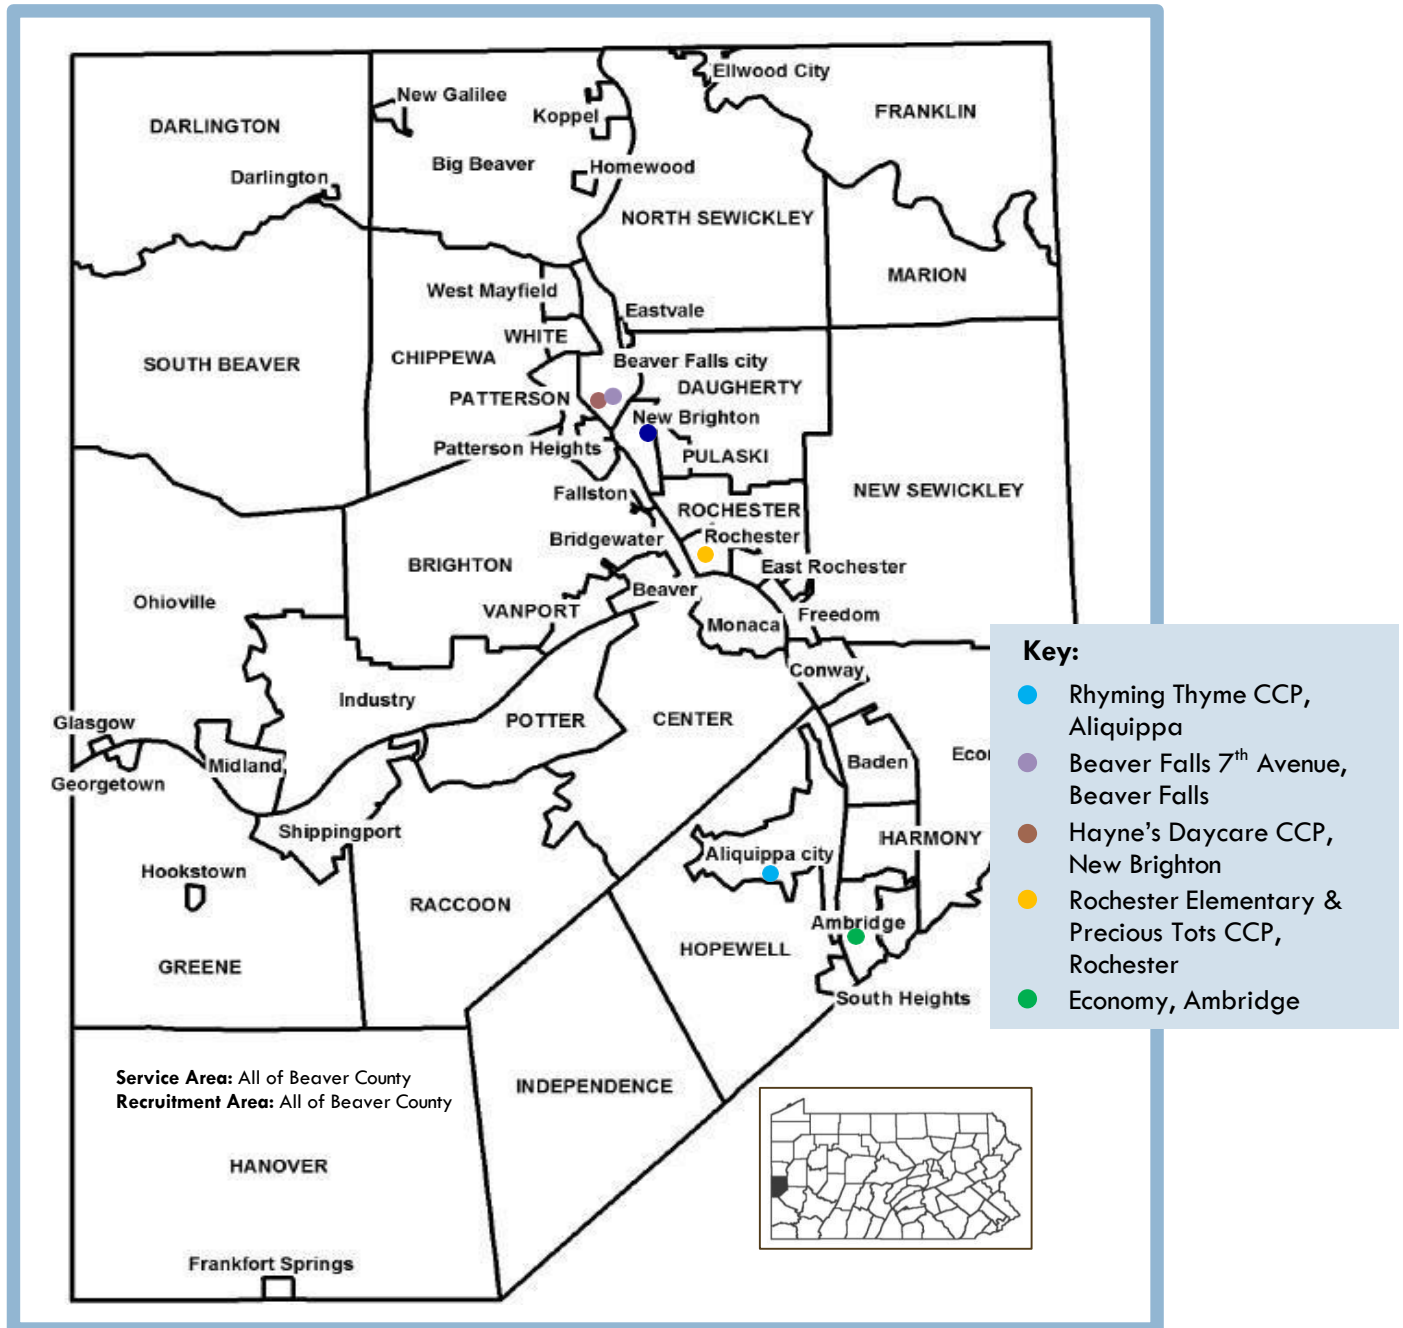 Ellwood City
New Galilee
FRANKLIN
Koppel
DARLINGTON
Big Beaver
Homewood
Darlington
NORTH SEWICKLEY
MARION
West Mayfield
Eastvale
WHITE
CHIPPEWA
Beaver Falls city
SOUTH BEAVER
DAUGHERTY
PATTERSON
New Brighton
Patterson Heights
PULASKI
NEW SEWICKLEY
Fallston
ROCHESTER
Rochester
Bridgewater
BRIGHTON
East Rochester
Beaver
Ohioville
VANPORT
Freedom
Monaca
Conway
Industry
POTTER
CENTER
Glasgow
Baden
Econ
Midland
Georgetown
Shippingport
HARMONY
Aliquippa city
Hookstown
RACCOON
Ambridge
HOPEWELL
GREENE
South Heights
Key:
Rhyming Thyme CCP,
Aliquippa
Beaver Falls 7th Avenue,
Beaver Falls
Hayne's Daycare CCP,
New Brighton
Rochester Elementary &
Precious Tots CCP,
Rochester
Economy, Ambridge
Service Area: All of Beaver County
Recruitment Area: All of Beaver County
INDEPENDENCE
HANOVER
Frankfort Springs